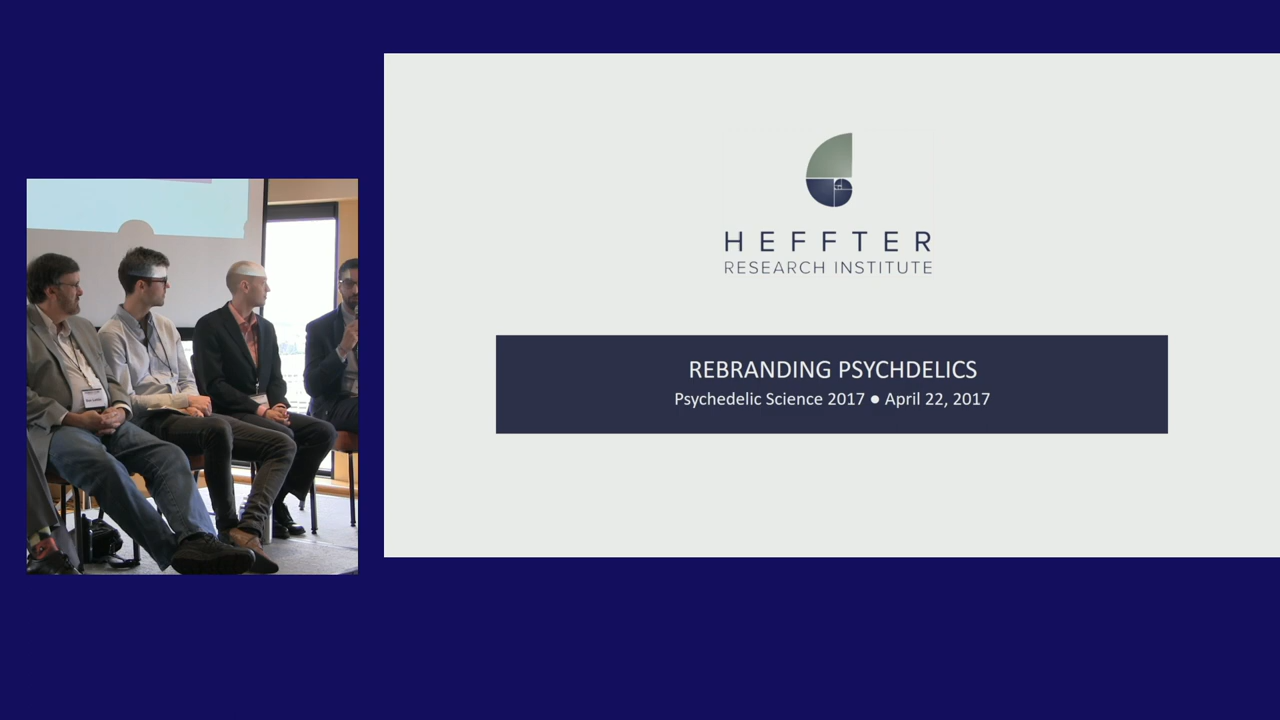 HEFFTER
RESEARCH INSTITUTE
REBRANDING PSYCHDELICS
Psychedelic Science 2017 ● April 22, 2017